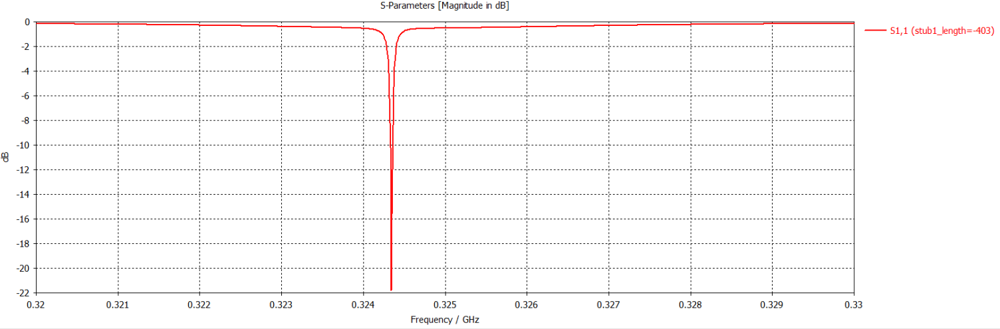 S-Parameters [Magnitude in dB]
0
-2
-4
-6
-8
-10
-12
-14
-16
-18
-20
-22
dB
0.32 0.321 0.322 0.323 0.324 0.325 0.326 0.327 0.328 0.329 0.33
Frequency / GHz
S1,1 (stub1_length=-403)